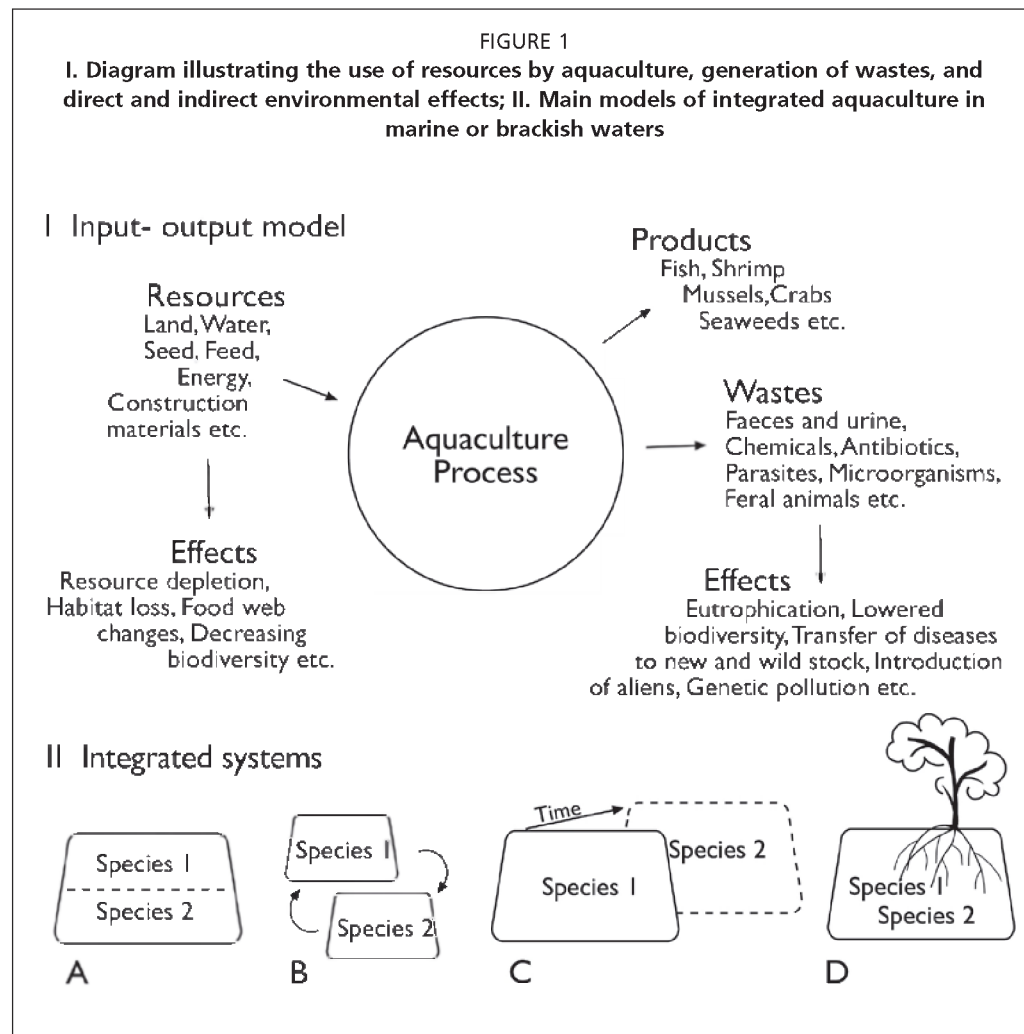 FIGURE 1
I. Diagram illustrating the use of resources by aquaculture, generation of wastes, and
direct and indirect environmental effects; II. Main models of integrated aquaculture in
marine or brackish waters
I Input- output model
Resources
Land, Water,
Seed, Feed,
Energy,
Construction
materials etc.
Effects
Resource depletion,
Habitat loss, Food web
changes, Decreasing
biodiversity etc.
Aquaculture
Process
Products
Fish, Shrimp
Mussels, Crabs
Seaweeds etc.
Wastes
Faeces and urine,
Chemicals, Antibiotics,
Parasites, Microorganisms,
Feral animals etc.
Effects
Eutrophication, Lowered
biodiversity, Transfer of diseases
to new and wild stock, Introduction
of aliens, Genetic pollution etc.
II Integrated systems
Species 1
Species 2
A
Species 1
Species 2
B
Time
Species 1
Species 2
C
Species 1
Species 2
D